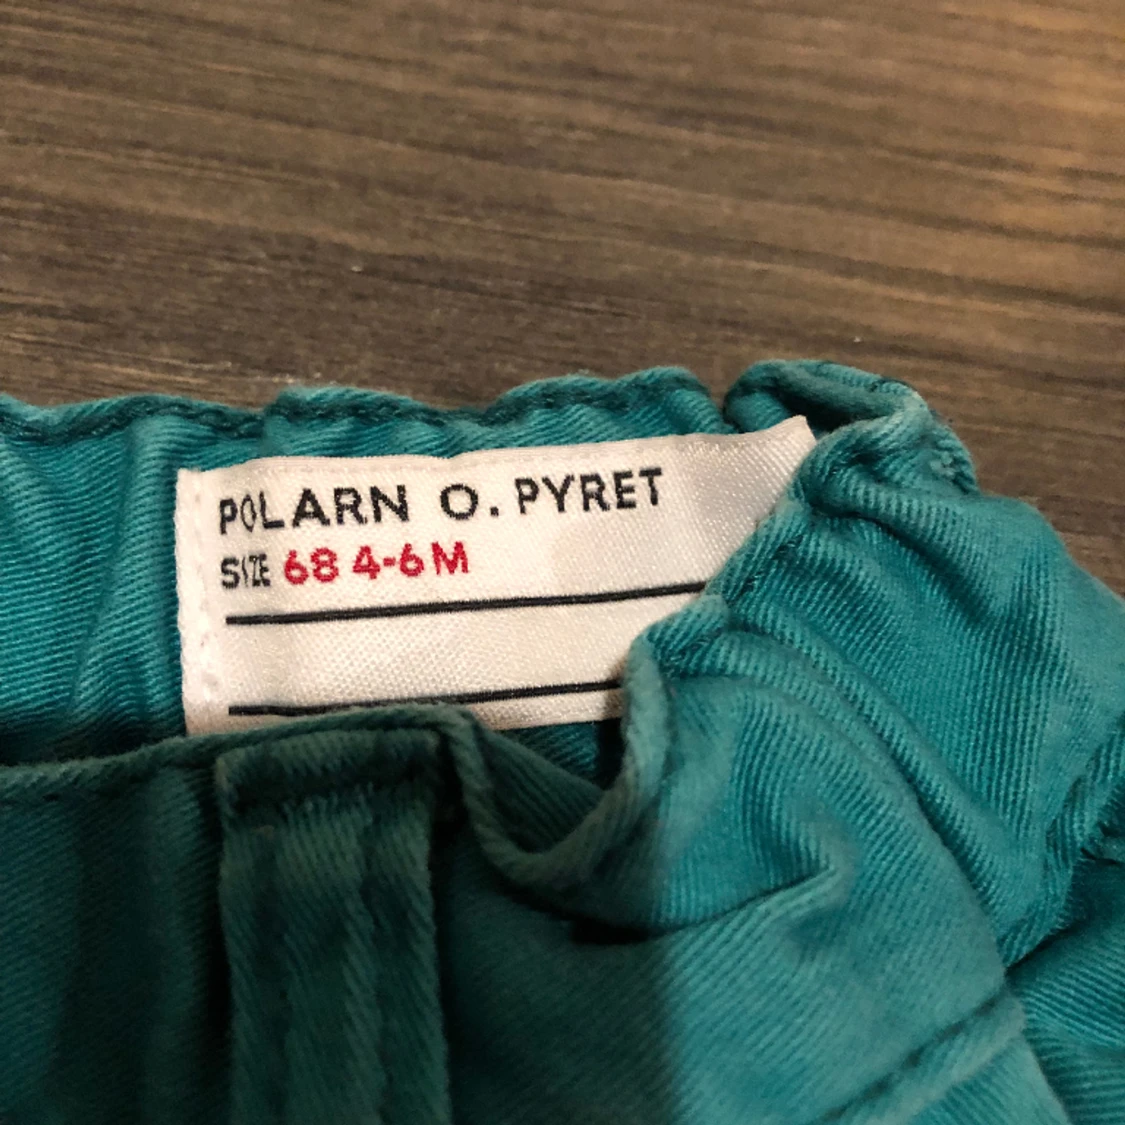 POLARN O. PYRET
SIZE 68 4-6M